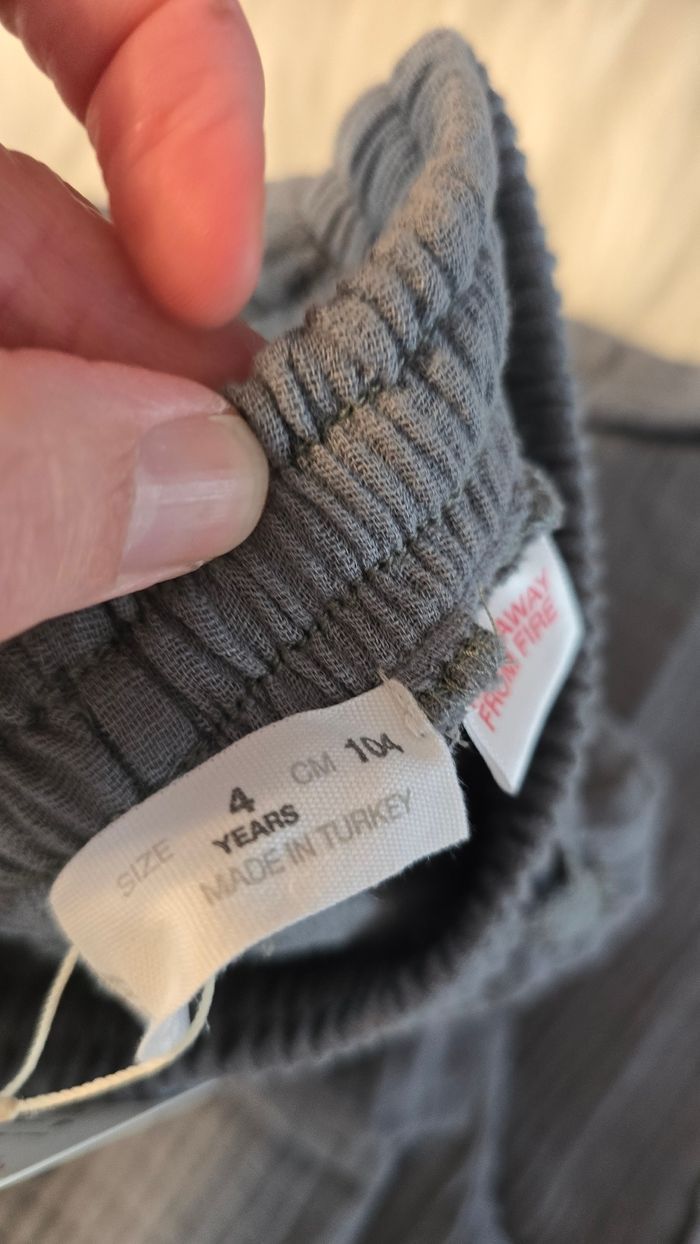 SIZE 4 CM 104
YEARS
MADE IN TURKEY
AWAY
FROM FIRE